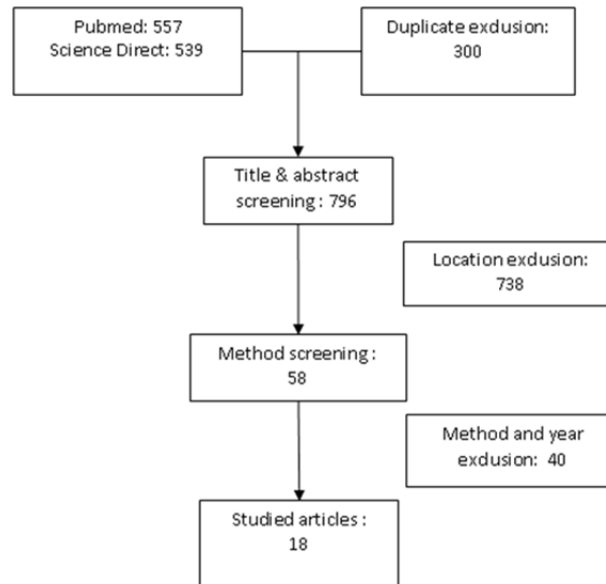 Pubmed: 557
Science Direct: 539
Duplicate exdusion:
300
Title & abstract
screening : 796
Location exdusion:
738
Method screening :
58
Method and year
exdusion: 40
Studied articles :
18